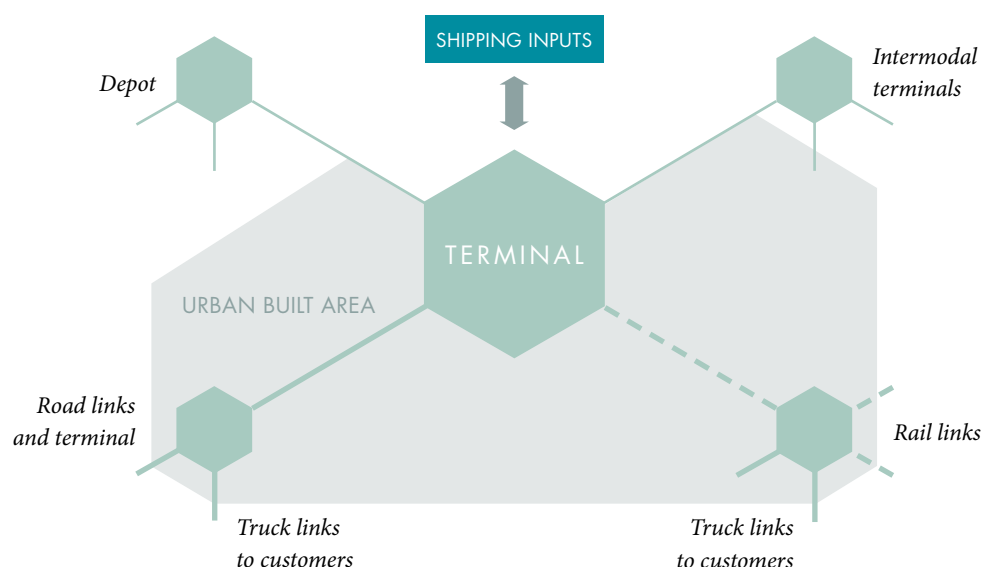 SHIPPING INPUTS
Depot
Intermodal
terminals
TERMINAL
URBAN BUILT AREA
Road links
and terminal
Rail links
Truck links
to customers
Truck links
to customers